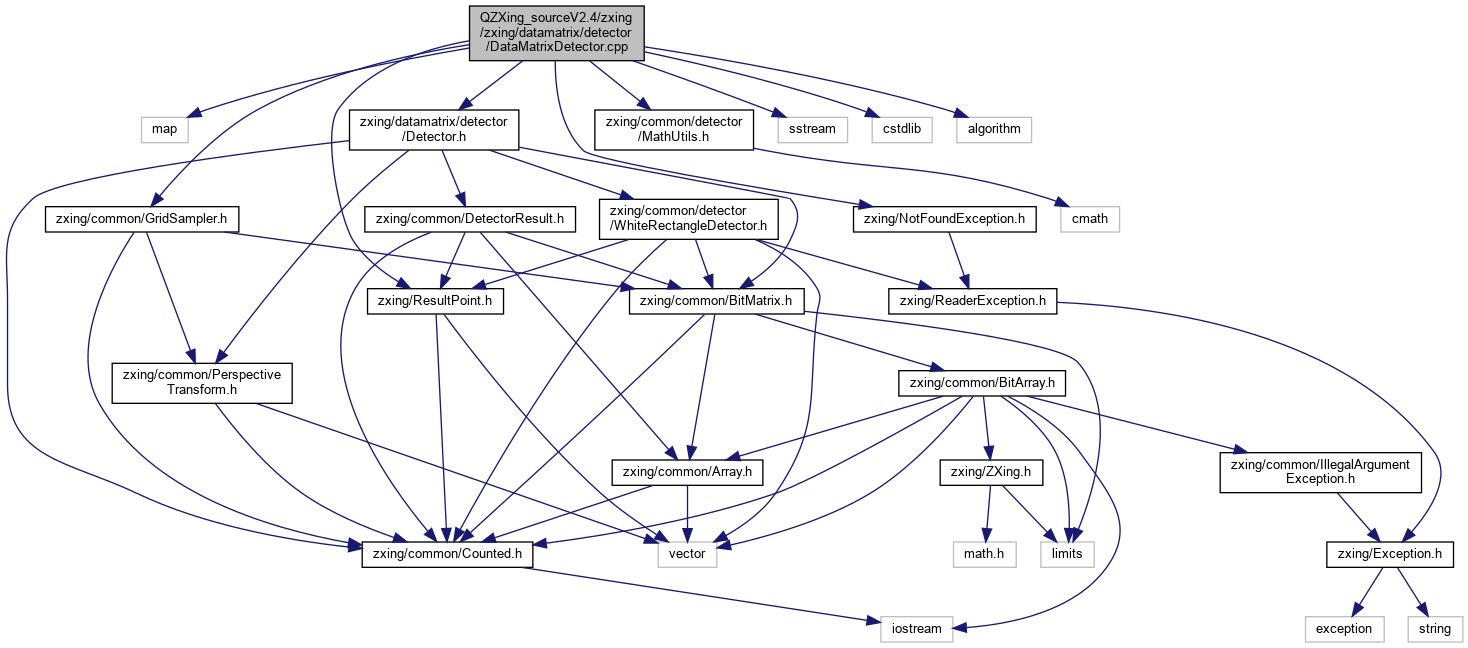 QZXing_sourceV2.4/zxing
/zxing/datamatrix/detector
/DataMatrixDetector.cpp
map
zxing/datamatrix/detector
/Detector.h
zxing/common/detector
/MathUtils.h
sstream
cstdlib
algorithm
zxing/common/GridSampler.h
zxing/common/DetectorResult.h
zxing/common/detector
/WhiteRectangleDetector.h
zxing/NotFoundException.h
cmath
zxing/ResultPoint.h
zxing/common/BitMatrix.h
zxing/ReaderException.h
zxing/common/Perspective
Transform.h
zxing/common/BitArray.h
zxing/common/Array.h
zxing/ZXing.h
zxing/common/IllegalArgument
Exception.h
zxing/common/Counted.h
vector
math.h
limits
zxing/Exception.h
iostream
exception
string